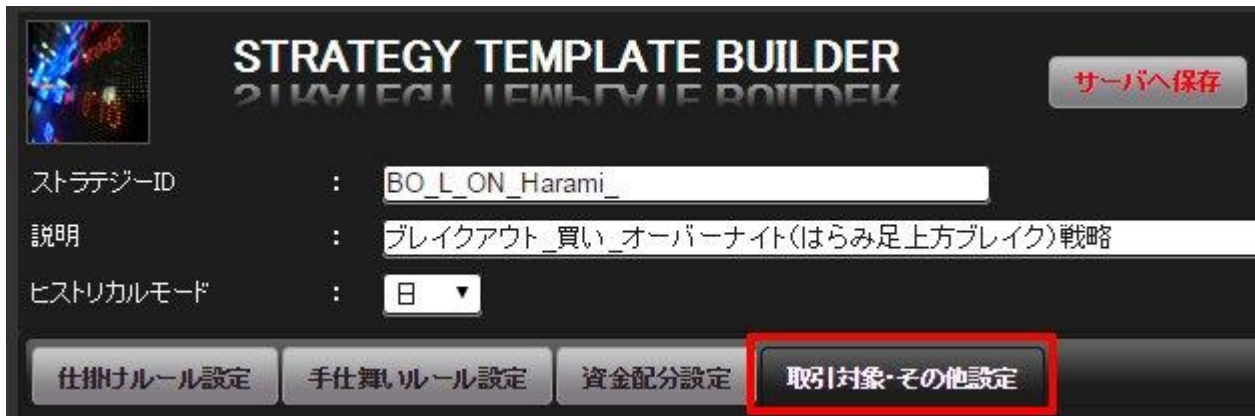 STRATEGY TEMPLATE BUILDER
サーバへ保存
ストラテジーID : BO_L_ON_Harami_
説明 : ブレイクアウト_買い_オーバーナイト(はらみ足上方ブレイク)戦略
ヒストリカルモード : 日 ▼
仕掛けルール設定 手仕舞いルール設定 資金配分設定 取引対象・その他設定